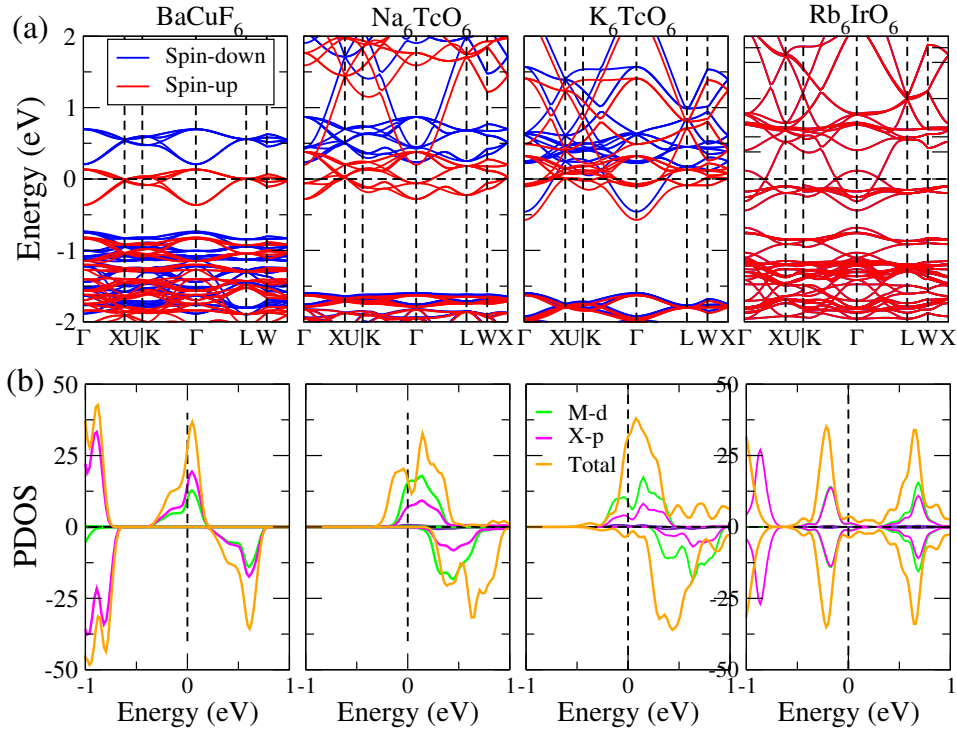 (a) BaCuF6 Na6TcO6 K6TcO6 Rb6IrO6
Spin-down
Spin-up
Energy (eV)
2
1
0
-1
-2
Γ XU|K Γ L W
Γ XU|K Γ L WX
Γ XU|K Γ L WX
Γ XU|K Γ L WX
(b)
PDOS
50
25
0
-25
-50
M-d
X-p
Total
-1 0 1
0 1
0 1
-1 0 1
Energy (eV) Energy (eV) Energy (eV) Energy (eV)